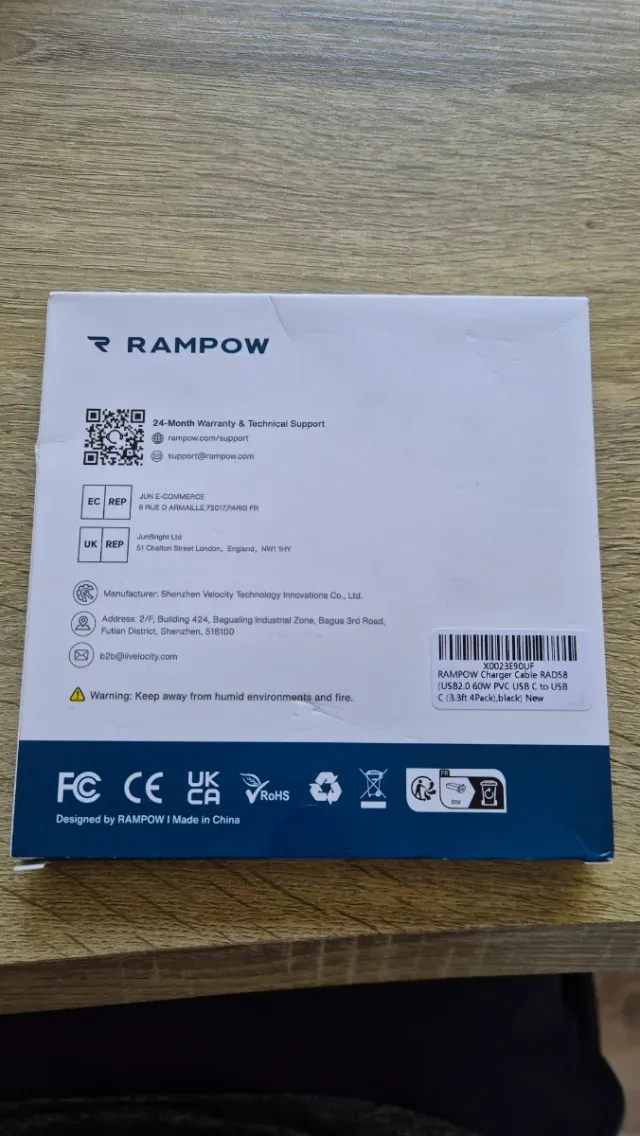 RAMPOW
24-Month Warranty & Technical Support
rampow.com/support
support@rampow.com
EC REP
JUN E-COMMERCE
6 RUE D ARMAILLE,75017,PARIS FR
UK REP
JunBright Ltd
51 Chalton Street London, England, NW1 1HY
Manufacturer: Shenzhen Velocity Technology Innovations Co., Ltd.
Address: 2/F, Building 424, Bagualing Industrial Zone, Bagua 3rd Road,
Futian District, Shenzhen, 518100
b2b@livelocity.com
X0023E90UF
RAMPOW Charger Cable RAD58
(USB2.0 60W PVC USB C to USB
C (3.3ft 4Pack),black) New
Warning: Keep away from humid environments and fire.
FC CE UK
CA
RoHS
FR
Designed by RAMPOW I Made in China